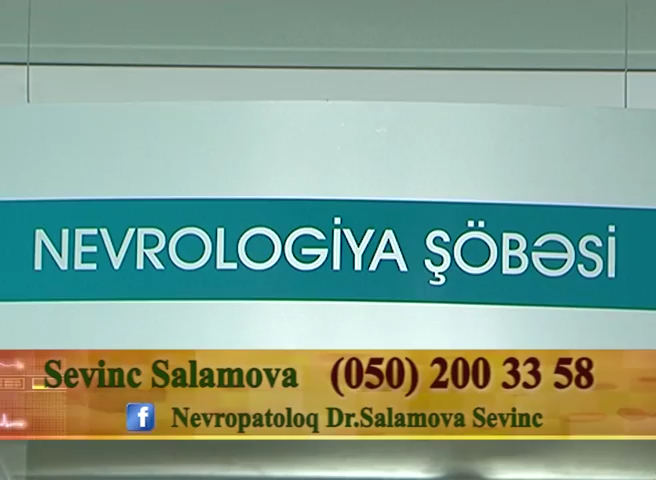 NEVROLOGİYA ŞÖBƏSİ
Sevinc Salamova (050) 200 33 58
Nevropatoloq Dr.Salamova Sevinc